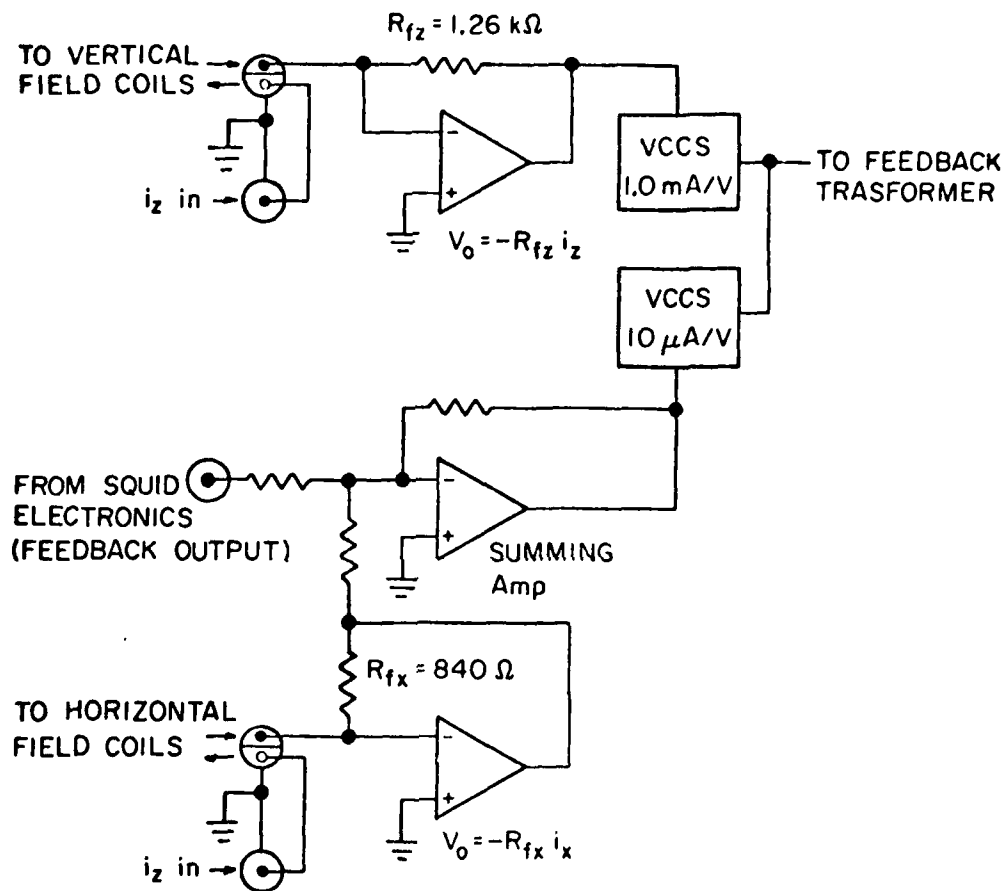 R_fz = 1.26 kΩ
TO VERTICAL
FIELD COILS
i_z in
-
+
V_o = -R_fz i_z
VCCS
1.0 mA/V
TO FEEDBACK
TRASFORMER
VCCS
10 μA/V
FROM SQUID
ELECTRONICS
(FEEDBACK OUTPUT)
-
+
SUMMING
Amp
R_fx = 840 Ω
TO HORIZONTAL
FIELD COILS
-
+
V_o = -R_fx i_x
i_z in